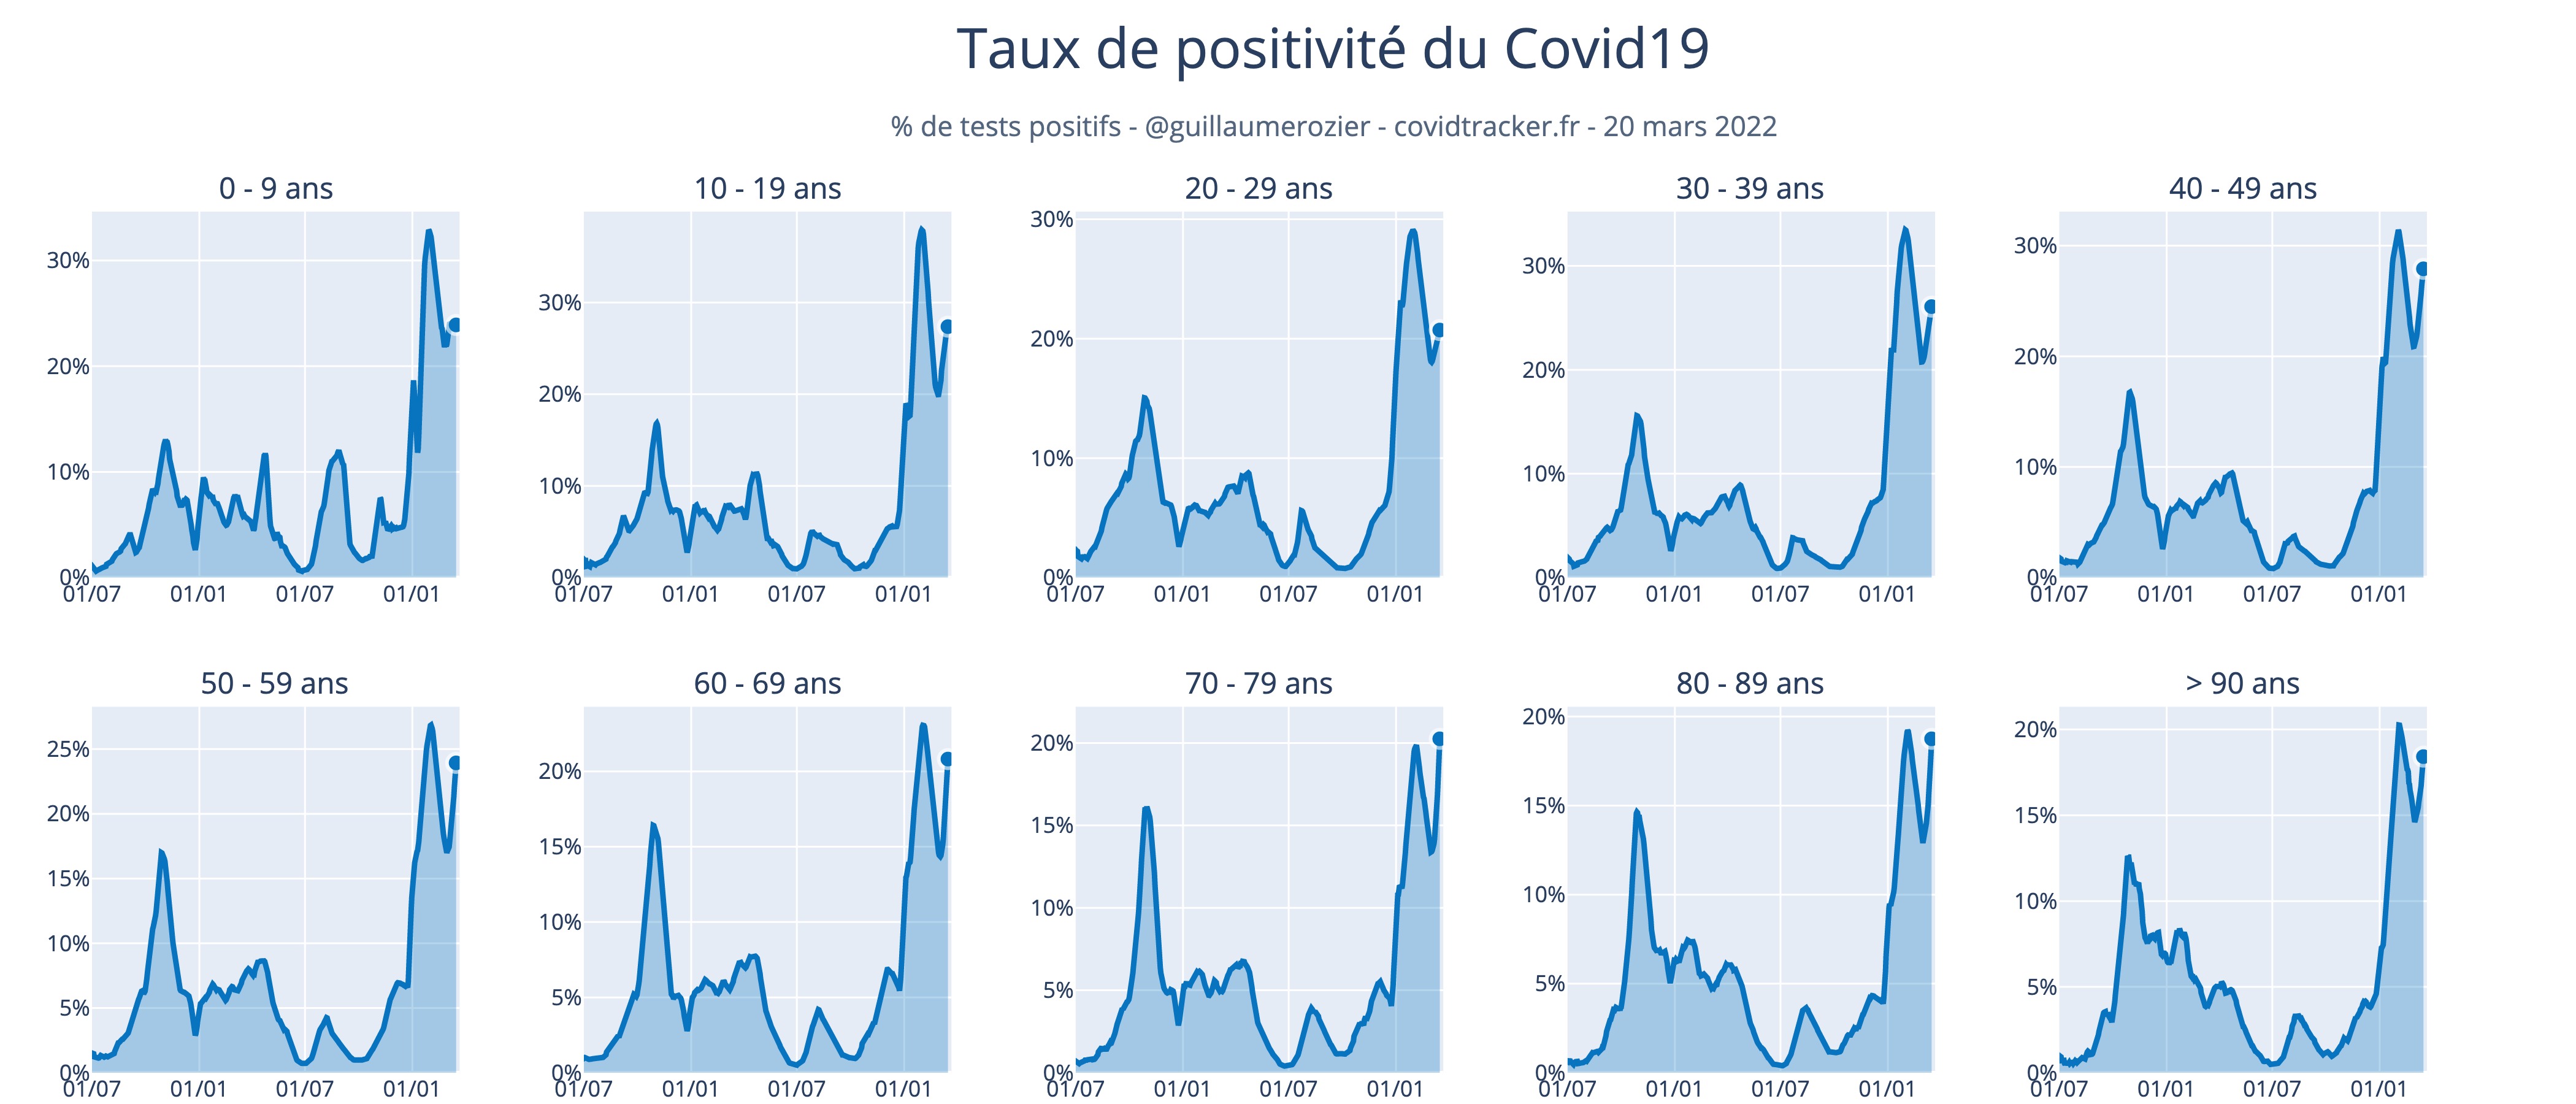 Taux de positivité du Covid19
% de tests positifs - @guillaumerozier - covidtracker.fr - 20 mars 2022
0 - 9 ans
30%
20%
10%
0%
01/07 01/01 01/07 01/01
10 - 19 ans
30%
20%
10%
0%
01/07 01/01 01/07 01/01
20 - 29 ans
30%
20%
10%
0%
01/07 01/01 01/07 01/01
30 - 39 ans
30%
20%
10%
0%
01/07 01/01 01/07 01/01
40 - 49 ans
30%
20%
10%
0%
01/07 01/01 01/07 01/01
50 - 59 ans
25%
20%
15%
10%
5%
0%
01/07 01/01 01/07 01/01
60 - 69 ans
20%
15%
10%
5%
0%
01/07 01/01 01/07 01/01
70 - 79 ans
20%
15%
10%
5%
0%
01/07 01/01 01/07 01/01
80 - 89 ans
20%
15%
10%
5%
0%
01/07 01/01 01/07 01/01
> 90 ans
20%
15%
10%
5%
0%
01/07 01/01 01/07 01/01